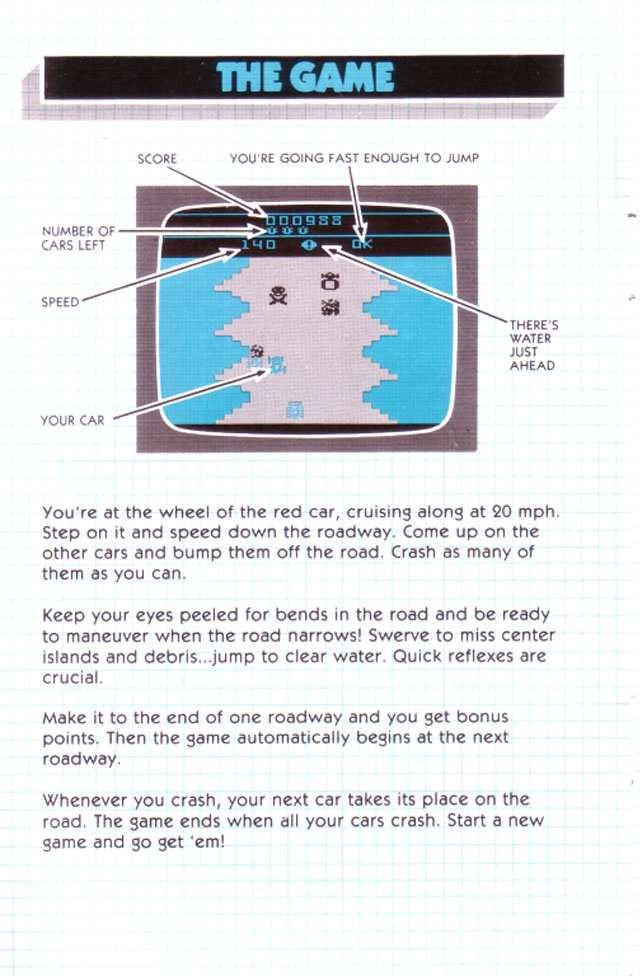 THE GAME
SCORE
YOU'RE GOING FAST ENOUGH TO JUMP
000988
NUMBER OF
CARS LEFT
140
OK
SPEED
THERE'S
WATER
JUST
AHEAD
YOUR CAR
You're at the wheel of the red car, cruising along at 20 mph.
Step on it and speed down the roadway. Come up on the
other cars and bump them off the road. Crash as many of
them as you can.
Keep your eyes peeled for bends in the road and be ready
to maneuver when the road narrows! Swerve to miss center
islands and debris...jump to clear water. Quick reflexes are
crucial.
Make it to the end of one roadway and you get bonus
points. Then the game automatically begins at the next
roadway.
Whenever you crash, your next car takes its place on the
road. The game ends when all your cars crash. Start a new
game and go get 'em!